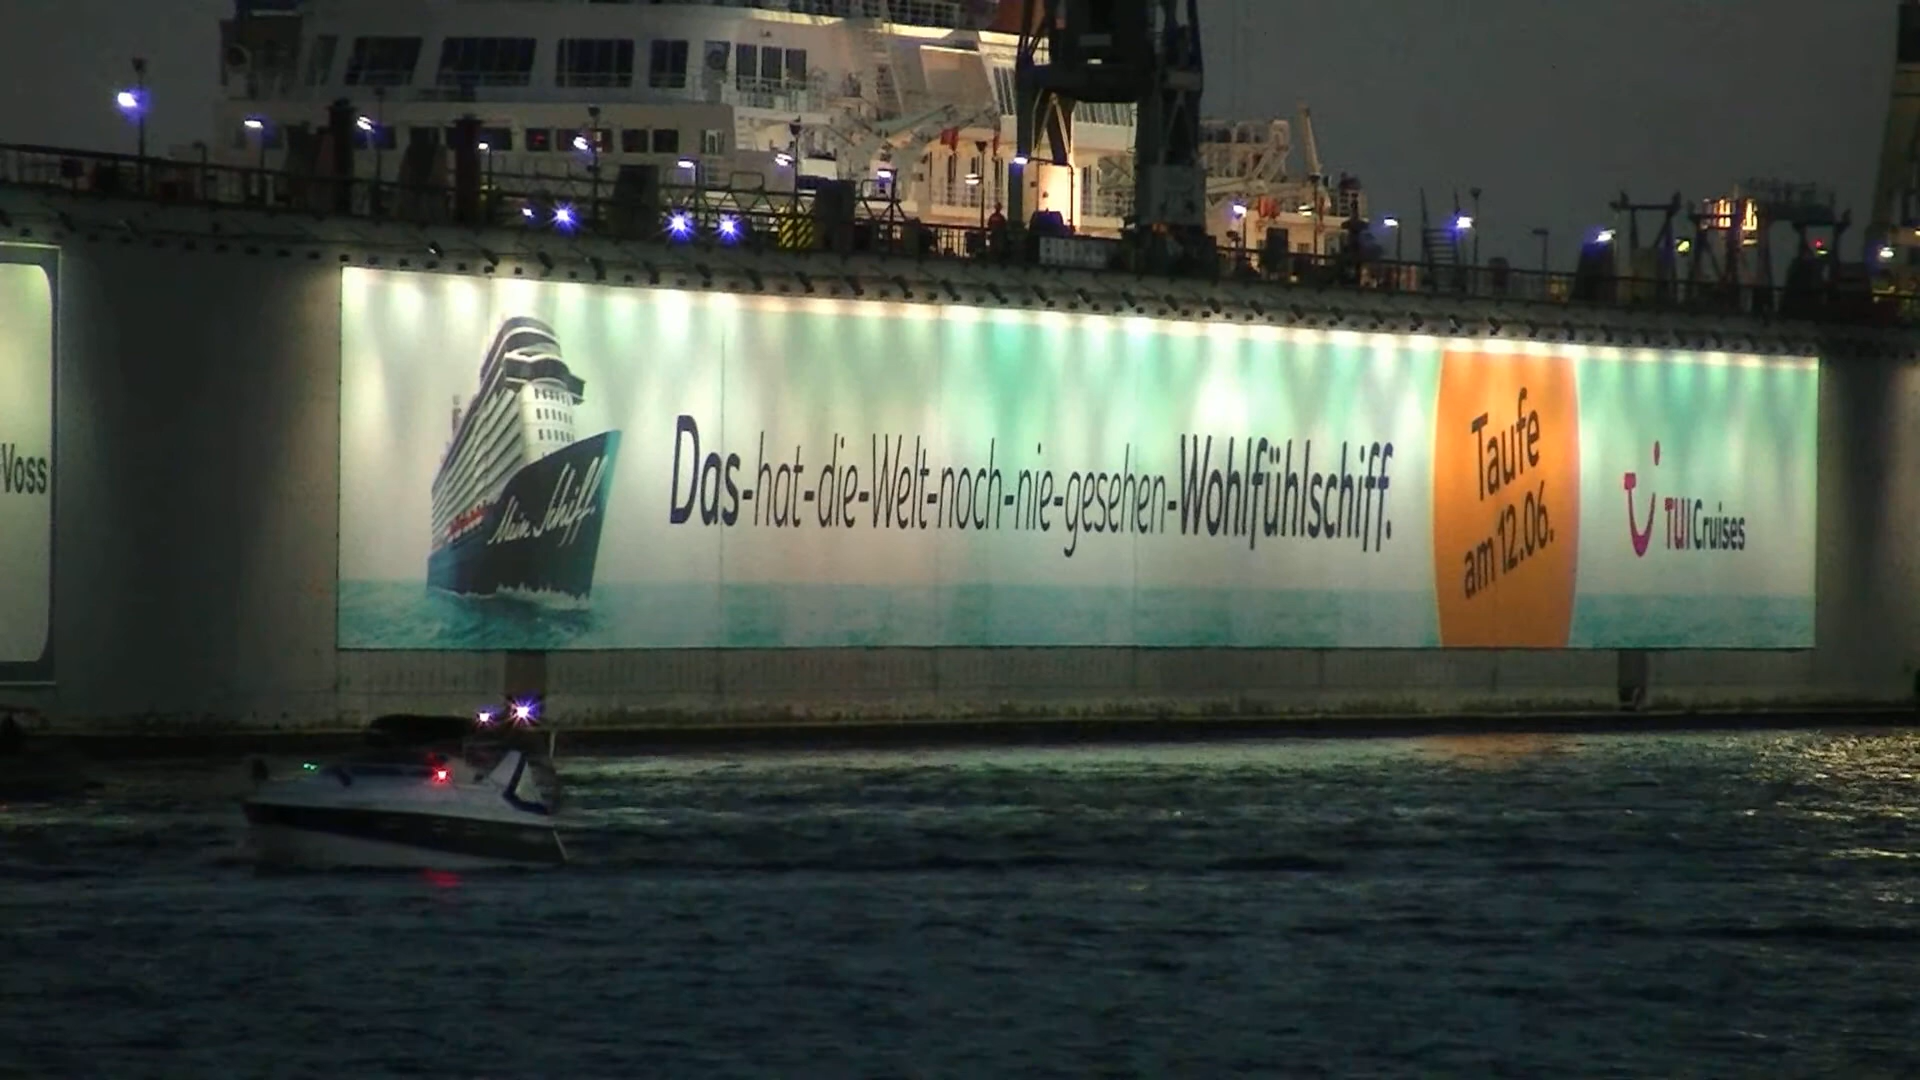 Voss
Mein Schiff
Das-hat-die-Welt-noch-nie-gesehen-Wohlfühlschiff.
Taufe
am 12.06.
TUI Cruises